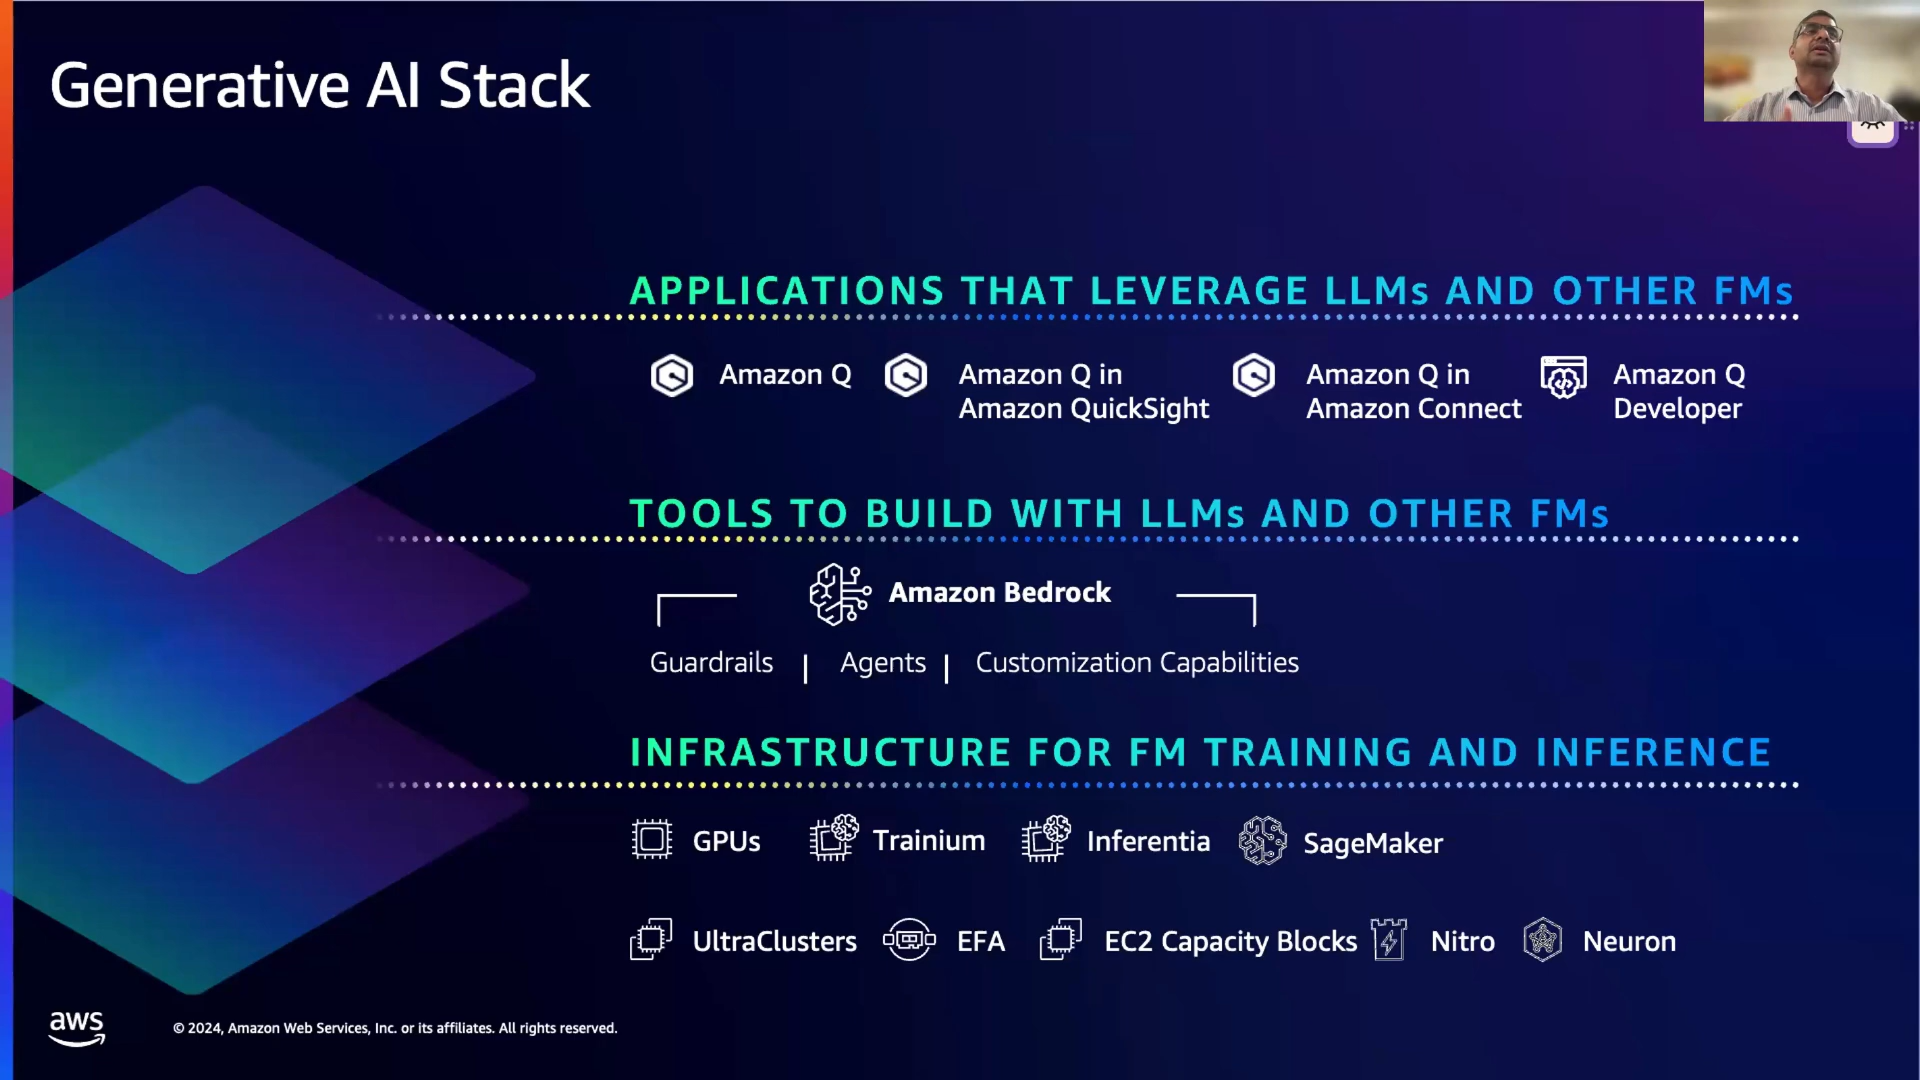 Generative AI Stack
APPLICATIONS THAT LEVERAGE LLMs AND OTHER FMs
Amazon Q
Amazon Q in
Amazon QuickSight
Amazon Q in
Amazon Connect
Amazon Q
Developer
TOOLS TO BUILD WITH LLMs AND OTHER FMs
Amazon Bedrock
Guardrails | Agents | Customization Capabilities
INFRASTRUCTURE FOR FM TRAINING AND INFERENCE
GPUs Trainium Inferentia SageMaker
UltraClusters EFA EC2 Capacity Blocks Nitro Neuron
aws
© 2024, Amazon Web Services, Inc. or its affiliates. All rights reserved.